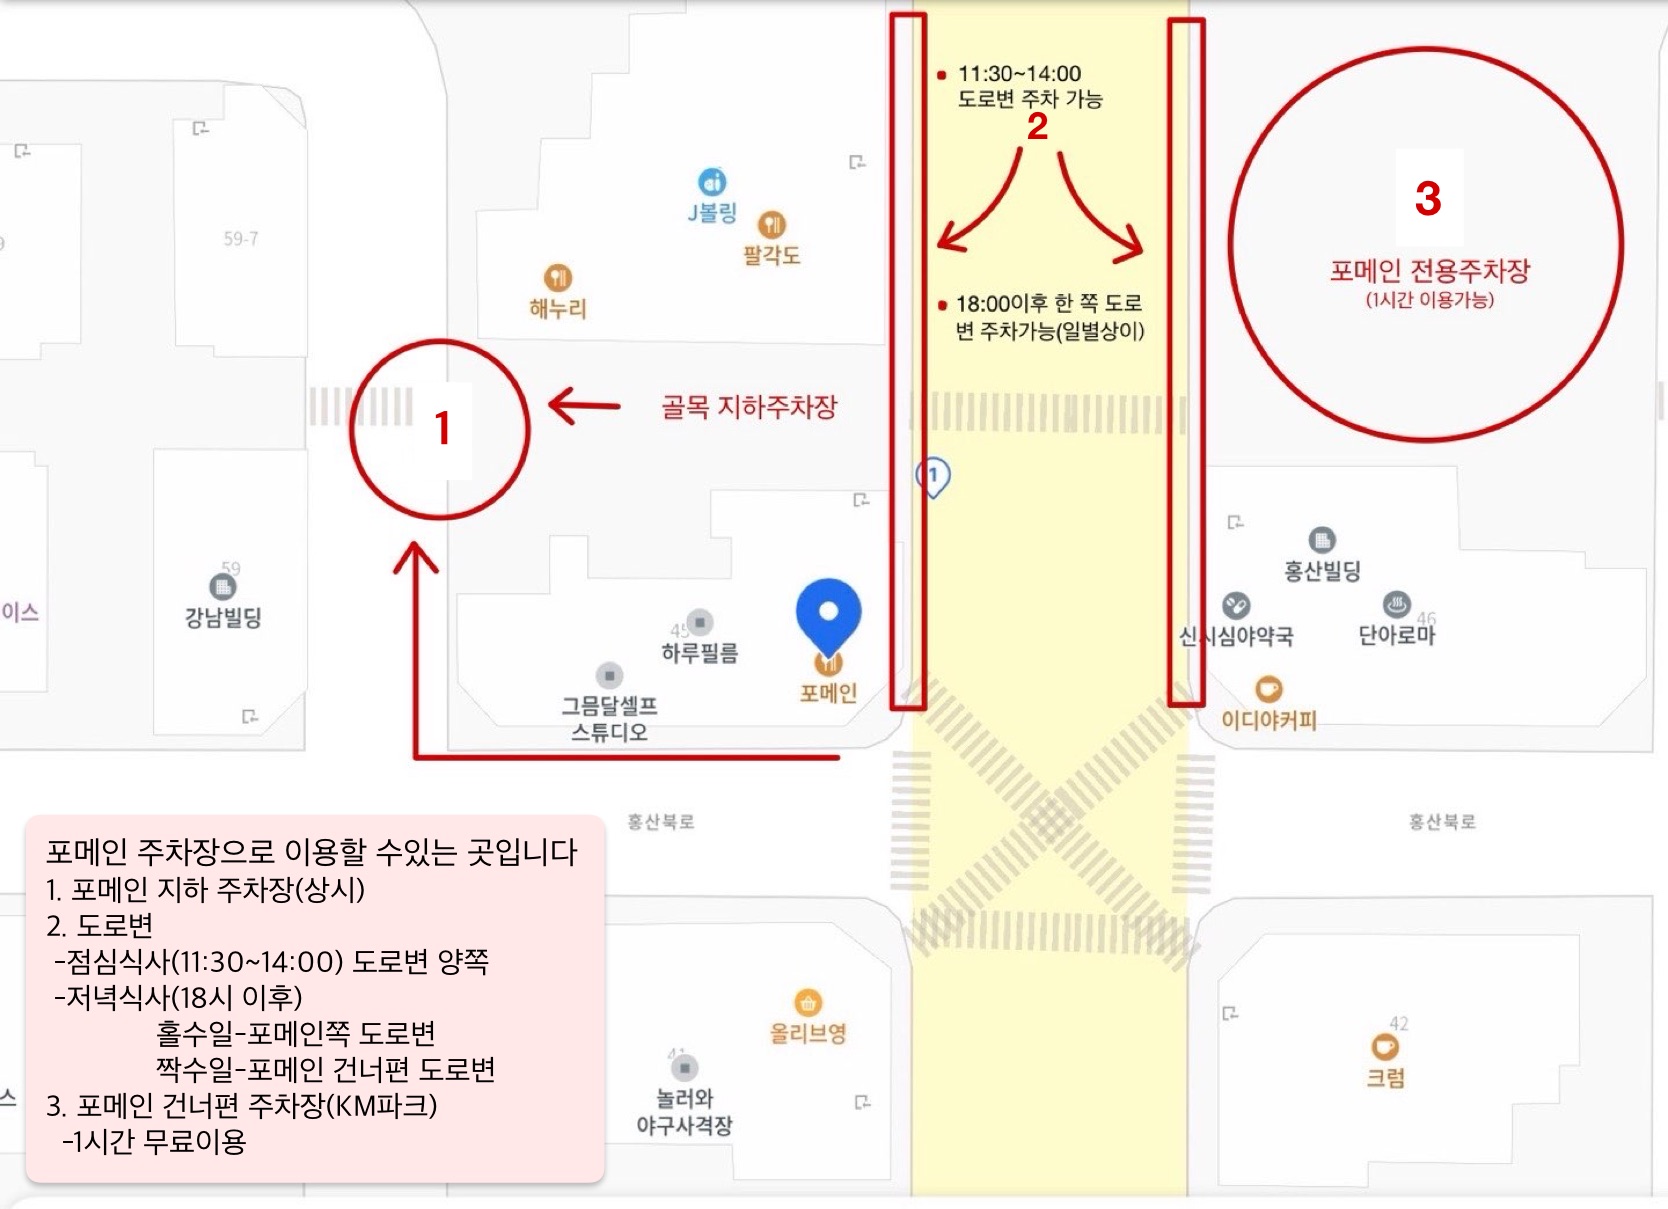 11:30~14:00
도로변 주차 가능
2
3
J볼링
팔각도
59-7
해누리
포메인 전용주차장
(1시간 이용가능)
18:00이후 한 쪽 도로
변 주차가능(일별상이)
골목 지하주차장
1
1
59
강남빌딩
이스
45
하루필름
포메인
그믐달셀프
스튜디오
홍산빌딩
신시심야약국
46
단아로마
이디야커피
홍산북로
홍산북로
포메인 주차장으로 이용할 수있는 곳입니다
1. 포메인 지하 주차장(상시)
2. 도로변
-점심식사(11:30~14:00) 도로변 양쪽
-저녁식사(18시 이후)
홀수일-포메인쪽 도로변
짝수일-포메인 건너편 도로변
3. 포메인 건너편 주차장(KM파크)
-1시간 무료이용
올리브영
41
놀러와
야구사격장
42
크럼
스